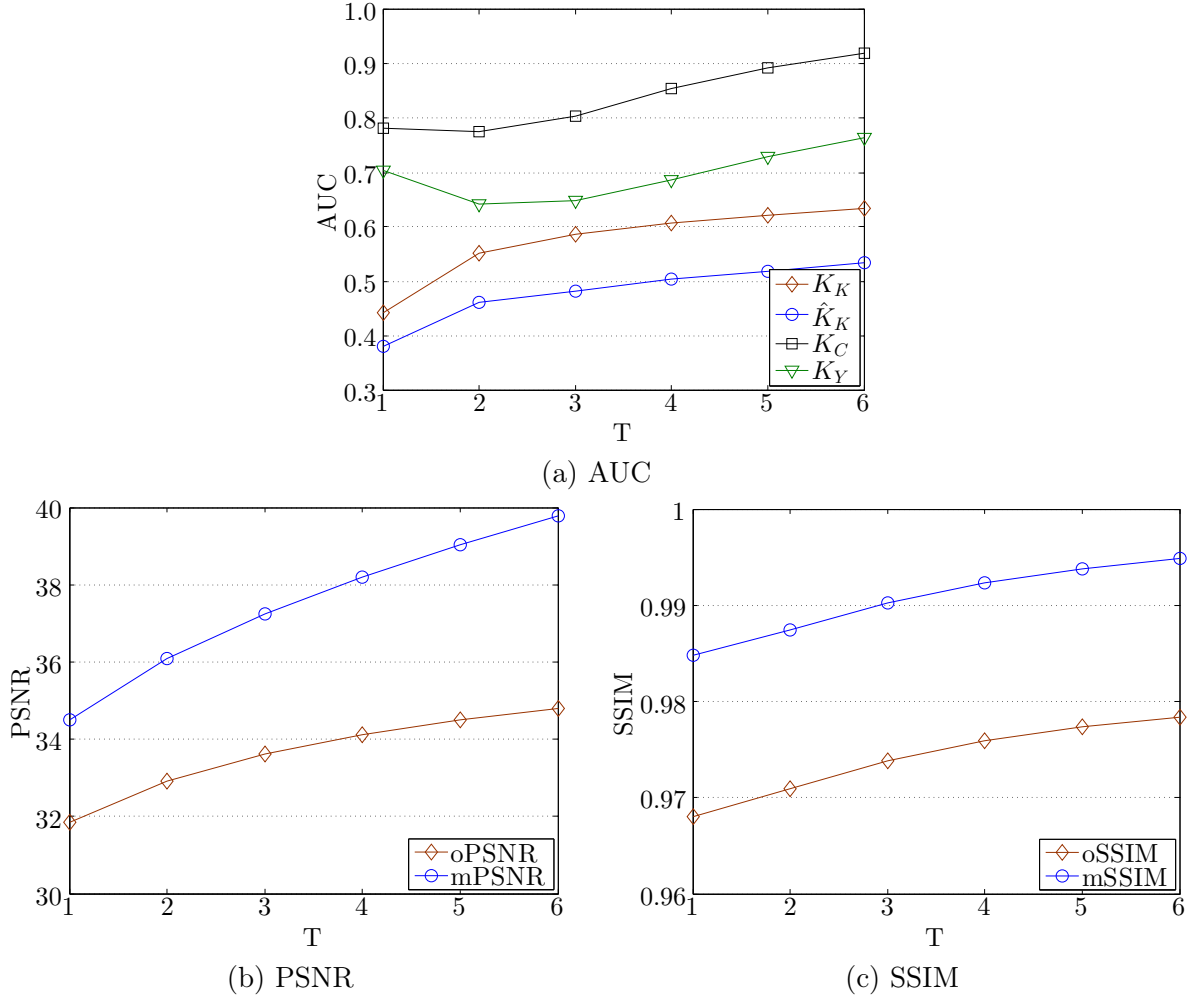 1.0
0.9
0.8
0.7
0.6
0.5
0.4
0.3
AUC
1 2 3 4 5 6
T
K_K
K̂_K
K_C
K_Y
(a) AUC
40
38
36
34
32
30
PSNR
1 2 3 4 5 6
T
oPSNR
mPSNR
(b) PSNR
1
0.99
0.98
0.97
0.96
SSIM
1 2 3 4 5 6
T
oSSIM
mSSIM
(c) SSIM